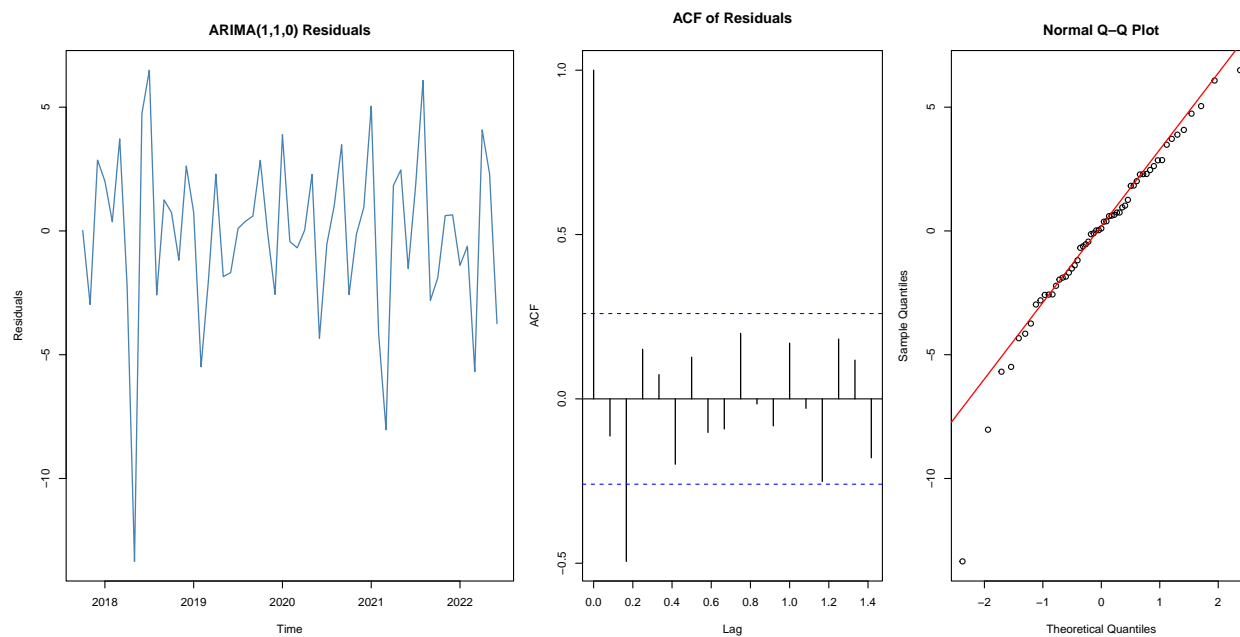 ARIMA(1,1,0) Residuals
Residuals
5
0
−5
−10
2018 2019 2020 2021 2022
Time
ACF of Residuals
ACF
1.0
0.5
0.0
−0.5
0.0 0.2 0.4 0.6 0.8 1.0 1.2 1.4
Lag
Normal Q−Q Plot
Sample Quantiles
5
0
−5
−10
−2 −1 0 1 2
Theoretical Quantiles